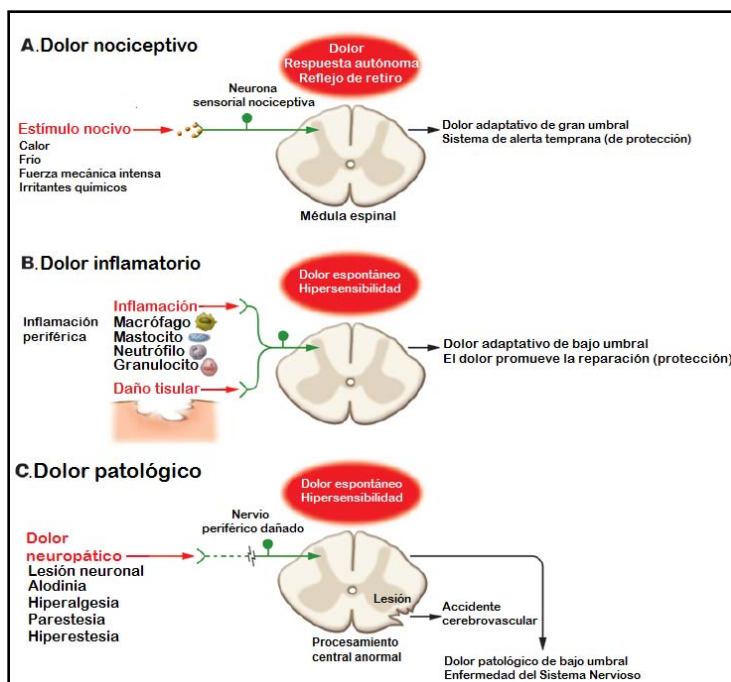 A.Dolor nociceptivo
Dolor
Respuesta autónoma
Reflejo de retiro
Neurona
sensorial nociceptiva
Estímulo nocivo
Calor
Frío
Fuerza mecánica intensa
Irritantes químicos
Dolor adaptativo de gran umbral
Sistema de alerta temprana (de protección)
Médula espinal
B.Dolor inflamatorio
Dolor espontáneo
Hipersensibilidad
Inflamación
periférica
Inflamación
Macrófago
Mastocito
Neutrófilo
Granulocito
Daño tisular
Dolor adaptativo de bajo umbral
El dolor promueve la reparación (protección)
C.Dolor patológico
Dolor espontáneo
Hipersensibilidad
Nervio
periférico dañado
Dolor
neuropático
Lesión neuronal
Alodinia
Hiperalgesia
Parestesia
Hiperestesia
Lesión
Accidente
cerebrovascular
Procesamiento
central anormal
Dolor patológico de bajo umbral
Enfermedad del Sistema Nervioso